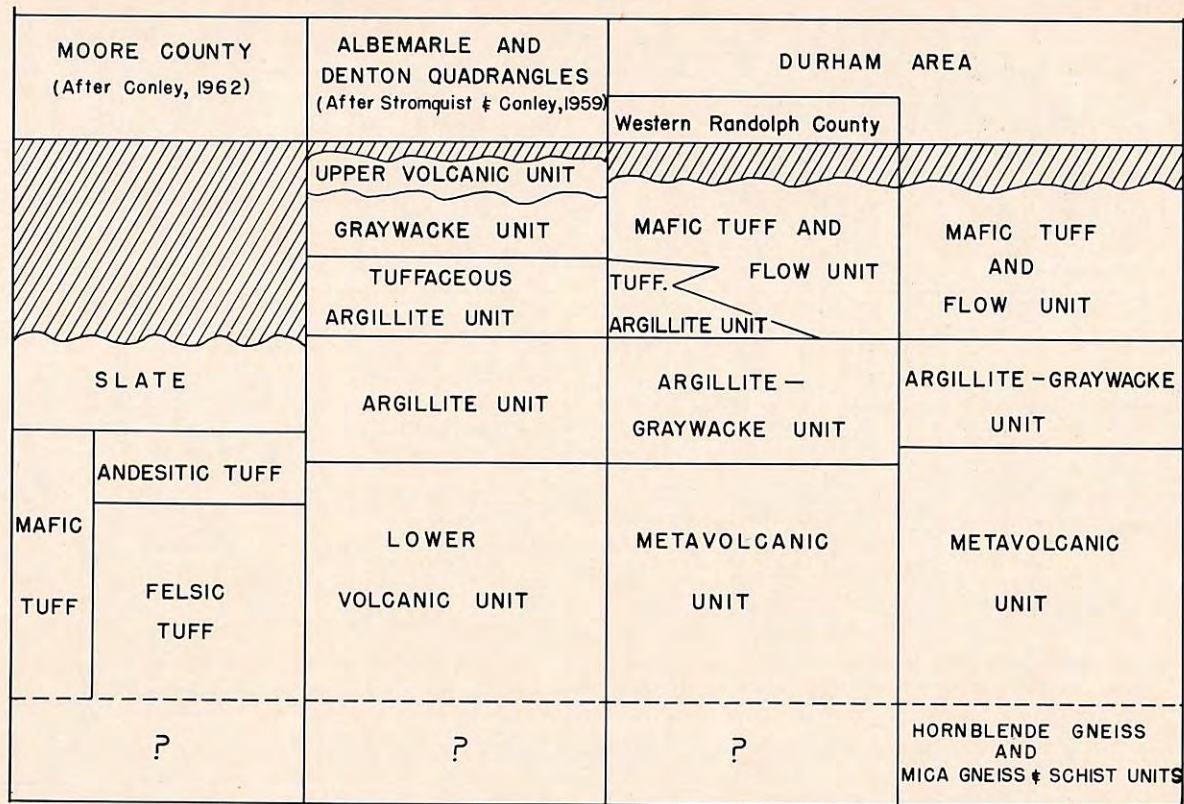 MOORE COUNTY
(After Conley, 1962)
ALBEMARLE AND
DENTON QUADRANGLES
(After Stromquist & Conley, 1959)
DURHAM AREA
Western Randolph County
UPPER VOLCANIC UNIT
GRAYWACKE UNIT
TUFFACEOUS
ARGILLITE UNIT
ARGILLITE UNIT
LOWER
VOLCANIC UNIT
?
SLATE
ANDESITIC TUFF
MAFIC
TUFF
FELSIC
TUFF
?
MAFIC TUFF AND
FLOW UNIT
TUFF.
ARGILLITE UNIT
ARGILLITE —
GRAYWACKE UNIT
METAVOLCANIC
UNIT
?
MAFIC TUFF
AND
FLOW UNIT
ARGILLITE - GRAYWACKE
UNIT
METAVOLCANIC
UNIT
HORNBLENDE GNEISS
AND
MICA GNEISS & SCHIST UNITS